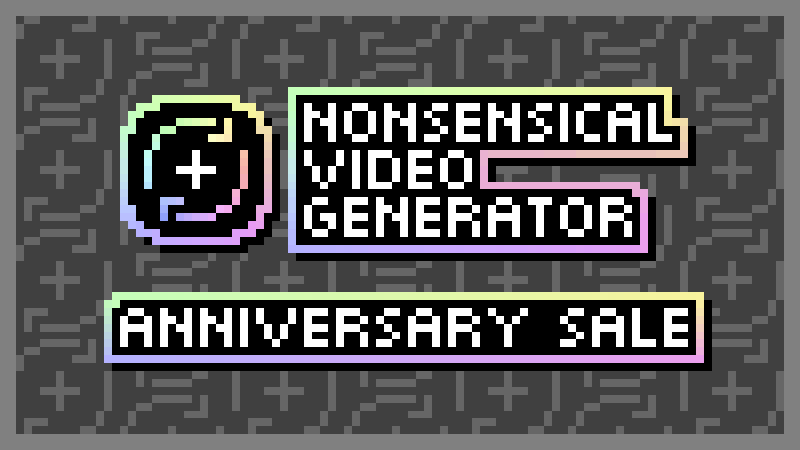 NONSENSICAL
VIDEO
GENERATOR
ANNIVERSARY SALE